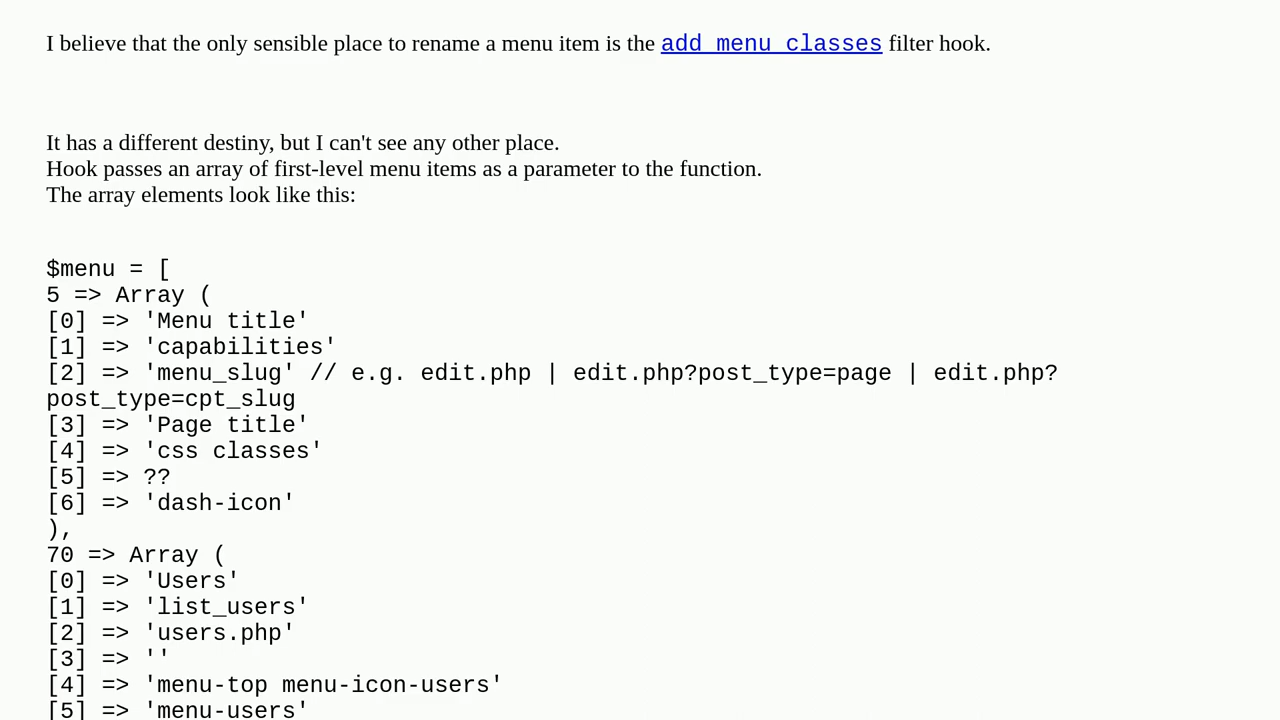 I believe that the only sensible place to rename a menu item is the add_menu_classes filter hook.
It has a different destiny, but I can't see any other place.
Hook passes an array of first-level menu items as a parameter to the function.
The array elements look like this:
$menu = [
5 => Array (
[0] => 'Menu title'
[1] => 'capabilities'
[2] => 'menu_slug' // e.g. edit.php | edit.php?post_type=page | edit.php?
post_type=cpt_slug
[3] => 'Page title'
[4] => 'css classes'
[5] => ??
[6] => 'dash-icon'
),
70 => Array (
[0] => 'Users'
[1] => 'list_users'
[2] => 'users.php'
[3] => ''
[4] => 'menu-top menu-icon-users'
[5] => 'menu-users'